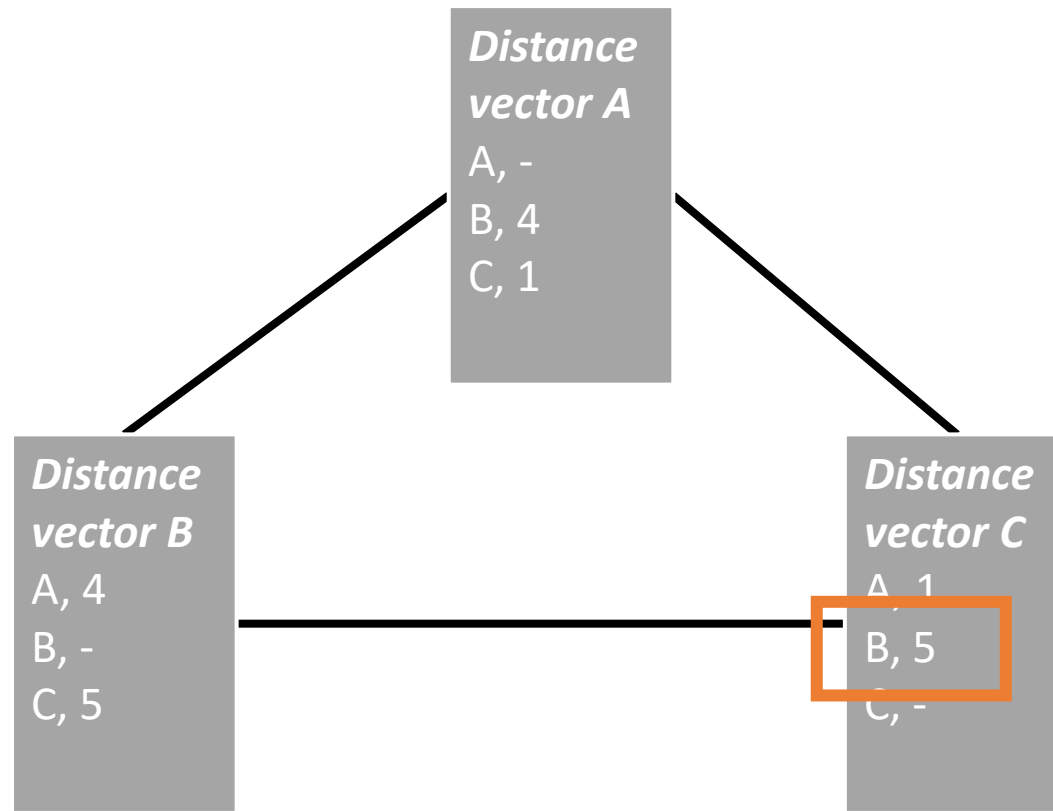 Distance
vector A
A, -
B, 4
C, 1
Distance
vector B
A, 4
B, -
C, 5
Distance
vector C
A, 1
B, 5
C, -